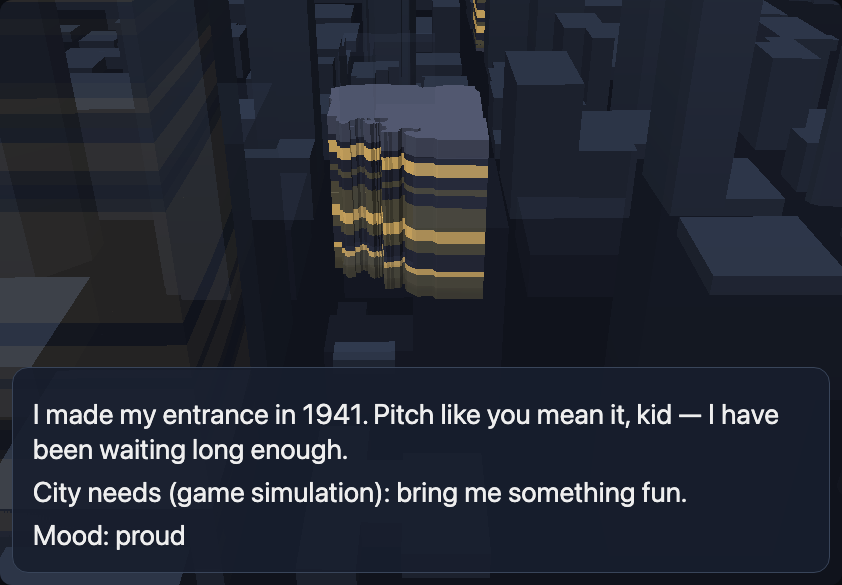 I made my entrance in 1941. Pitch like you mean it, kid — I have
been waiting long enough.
City needs (game simulation): bring me something fun.
Mood: proud